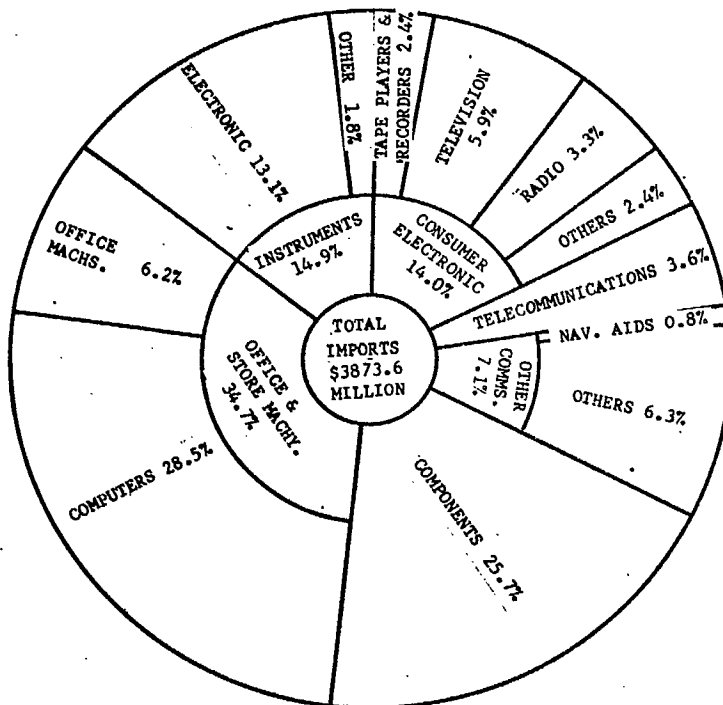 TOTAL
IMPORTS
$3873.6
MILLION
INSTRUMENTS
14.9%
ELECTRONIC 13.1%
OTHER 1.8%
CONSUMER
ELECTRONIC
14.0%
TAPE PLAYERS &
RECORDERS 2.4%
TELEVISION
5.9%
RADIO 3.3%
OTHERS 2.4%
TELECOMMUNICATIONS 3.6%
NAV. AIDS 0.8%
OTHER
COMMS.
7.1%
OTHERS 6.3%
COMPONENTS 25.7%
OFFICE &
STORE MACHY.
34.7%
COMPUTERS 28.5%
OFFICE
MACHS. 6.2%